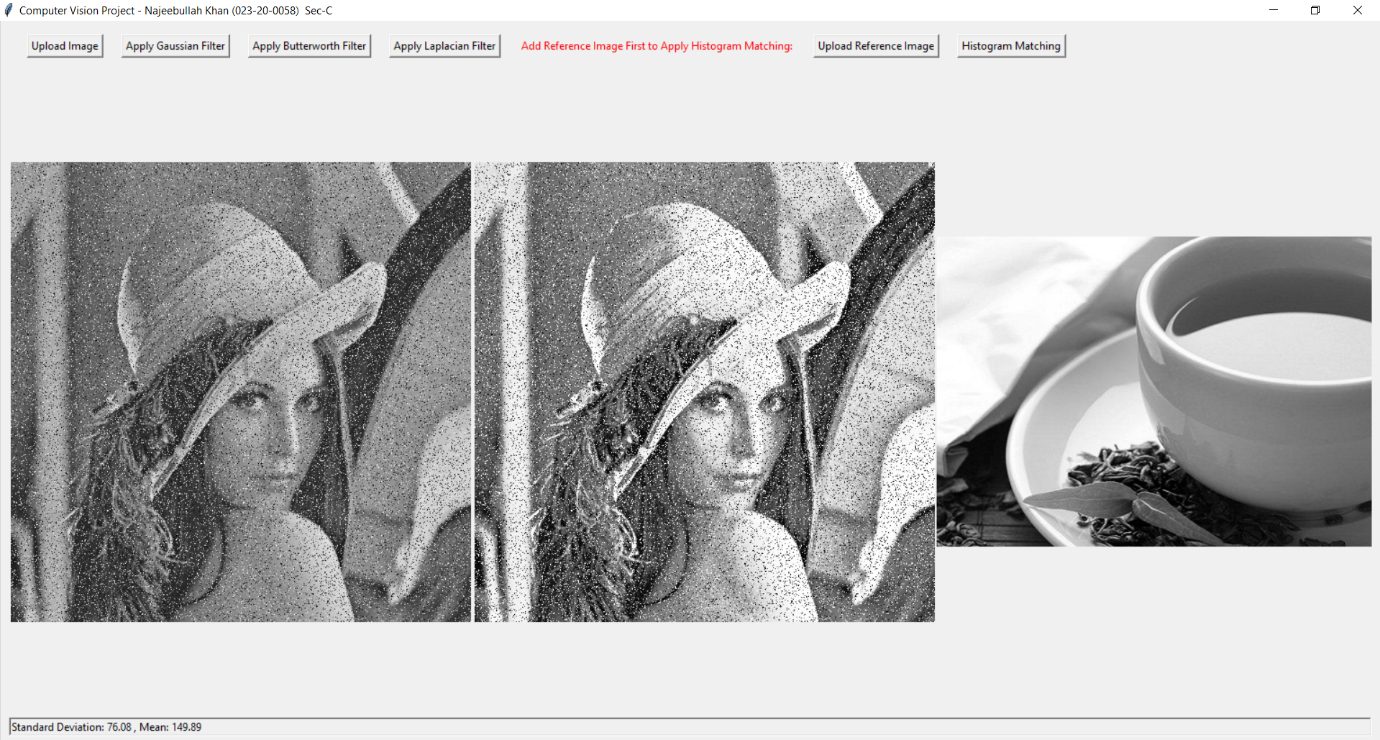 Computer Vision Project - Najeebullah Khan (023-20-0058) Sec-C
Upload Image Apply Gaussian Filter Apply Butterworth Filter Apply Laplacian Filter Add Reference Image First to Apply Histogram Matching: Upload Reference Image Histogram Matching
Standard Deviation: 76.08 , Mean: 149.89